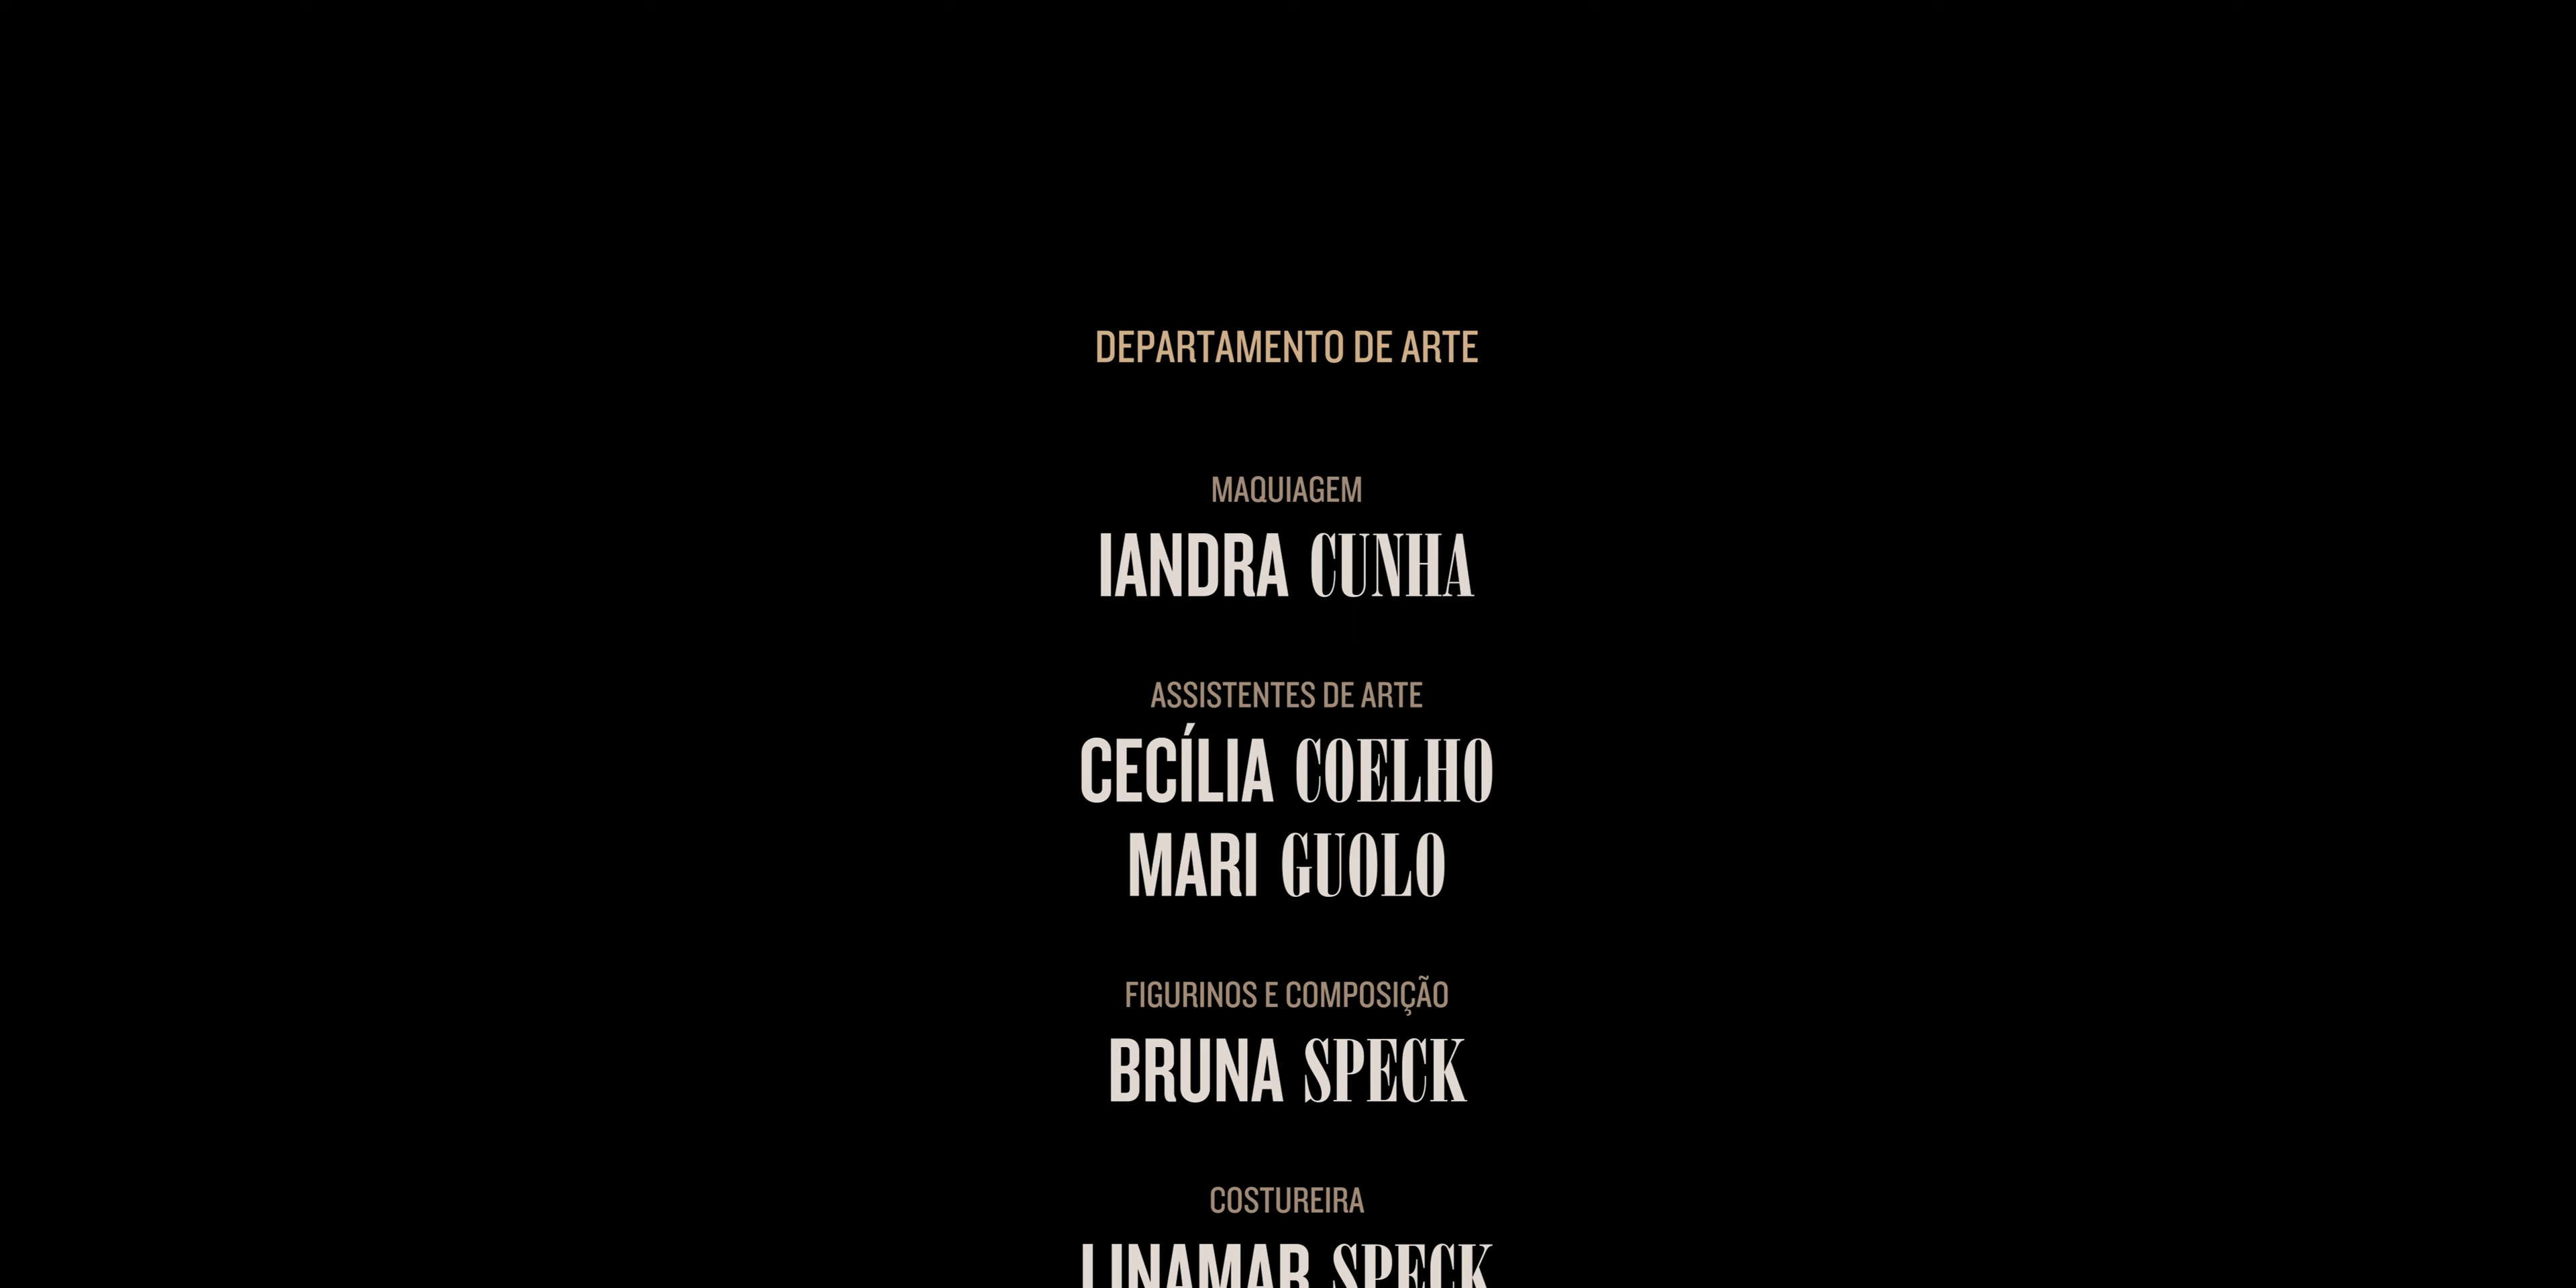 DEPARTAMENTO DE ARTE
MAQUIAGEM
IANDRA CUNHA
ASSISTENTES DE ARTE
CECÍLIA COELHO
MARI GUOLO
FIGURINOS E COMPOSIÇÃO
BRUNA SPECK
COSTUREIRA
LINAMAR SPECK